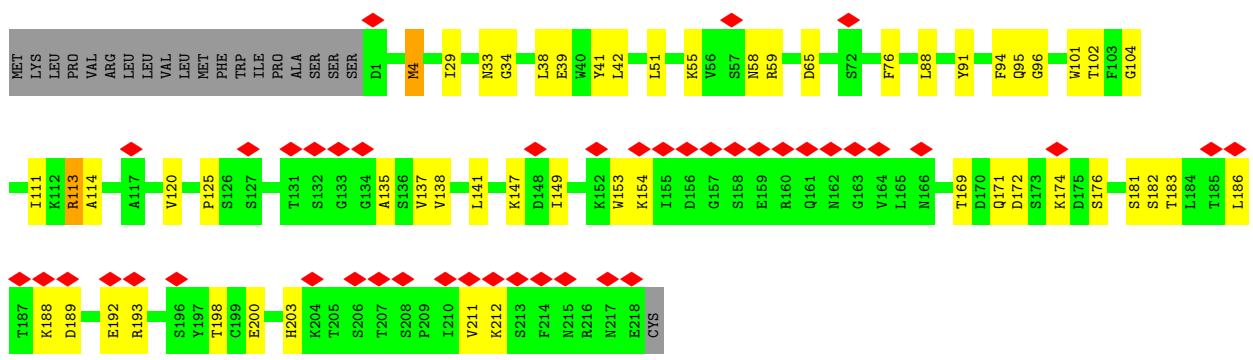 MET LYS LEU PRO VAL ARG LEU LEU VAL LEU MET PHE TRP ILE PRO ALA SER SER SER D1 M4 I29 N33 G34 L38 E39 W40 Y41 L42 L51 K55 V56 S57 N58 R59 D65 S72 F76 L88 Y91 F94 Q95 G96 W101 T102 F103 G104
I111 K112 R113 A114 A117 V120 P125 S126 S127 T131 S132 G133 G134 A135 S136 V137 V138 L141 K147 D148 I149 K152 W153 K154 I155 D156 G157 S158 E159 R160 Q161 N162 G163 V164 L165 N166 T169 D170 Q171 D172 S173 K174 D175 S176 S181 S182 T183 L184 T185 L186
T187 K188 D189 E192 R193 S196 Y197 T198 C199 E200 H203 K204 T205 S206 T207 S208 P209 I210 V211 K212 S213 F214 N215 R216 N217 E218 CYS